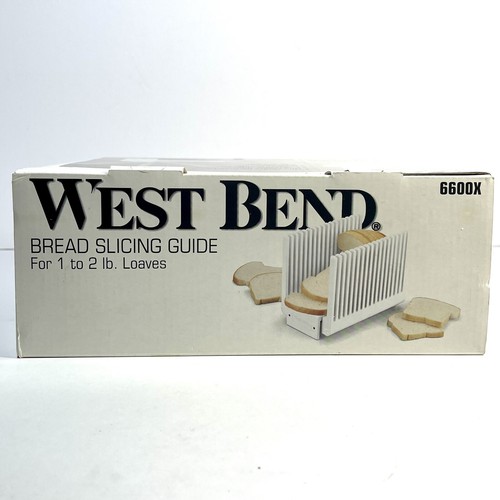 WEST BEND®
6600X
BREAD SLICING GUIDE
For 1 to 2 lb. Loaves